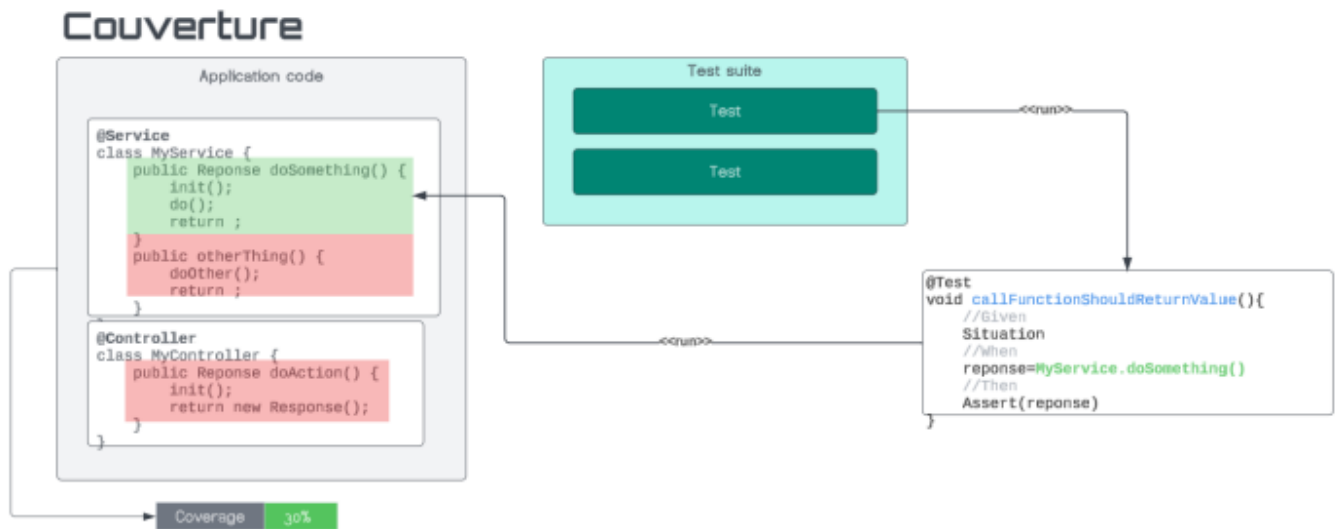 Couverture
Application code
@Service
class MyService {
public Reponse doSomething() {
init();
do();
return ;
}
public otherThing() {
doOther();
return ;
}
}
@Controller
class MyController {
public Reponse doAction() {
init();
return new Response();
}
}
Coverage 30%
Test suite
Test
Test
<<run>>
<<run>>
@Test
void callFunctionShouldReturnValue(){
//Given
Situation
//When
reponse=MyService.doSomething()
//Then
Assert(reponse)
}